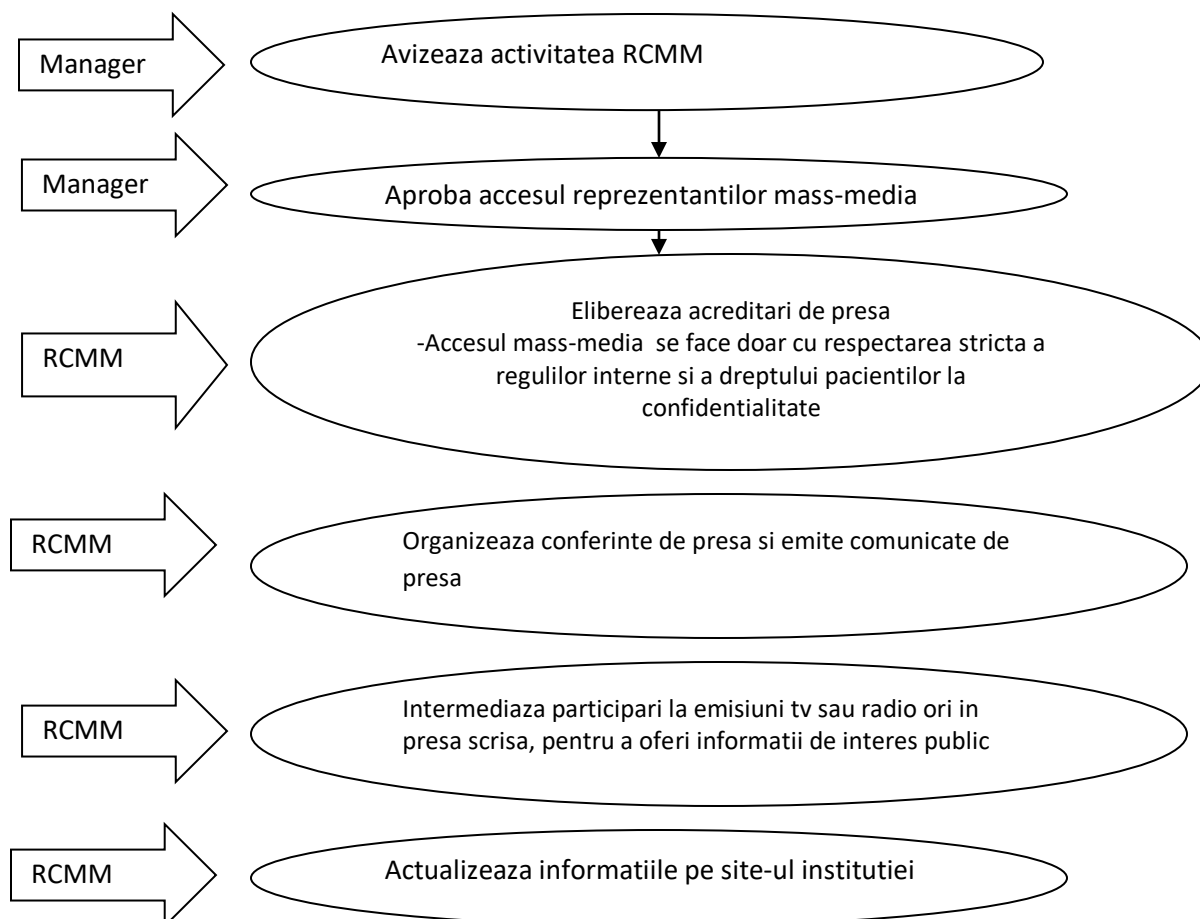 Manager
Avizeaza activitatea RCMM
Manager
Aproba accesul reprezentantilor mass-media
RCMM
Elibereaza acreditari de presa
-Accesul mass-media se face doar cu respectarea stricta a
regulilor interne si a dreptului pacientilor la
confidentialitate
RCMM
Organizeaza conferinte de presa si emite comunicate de
presa
RCMM
Intermediaza participari la emisiuni tv sau radio ori in
presa scrisa, pentru a oferi informatii de interes public
RCMM
Actualizeaza informatiile pe site-ul institutiei